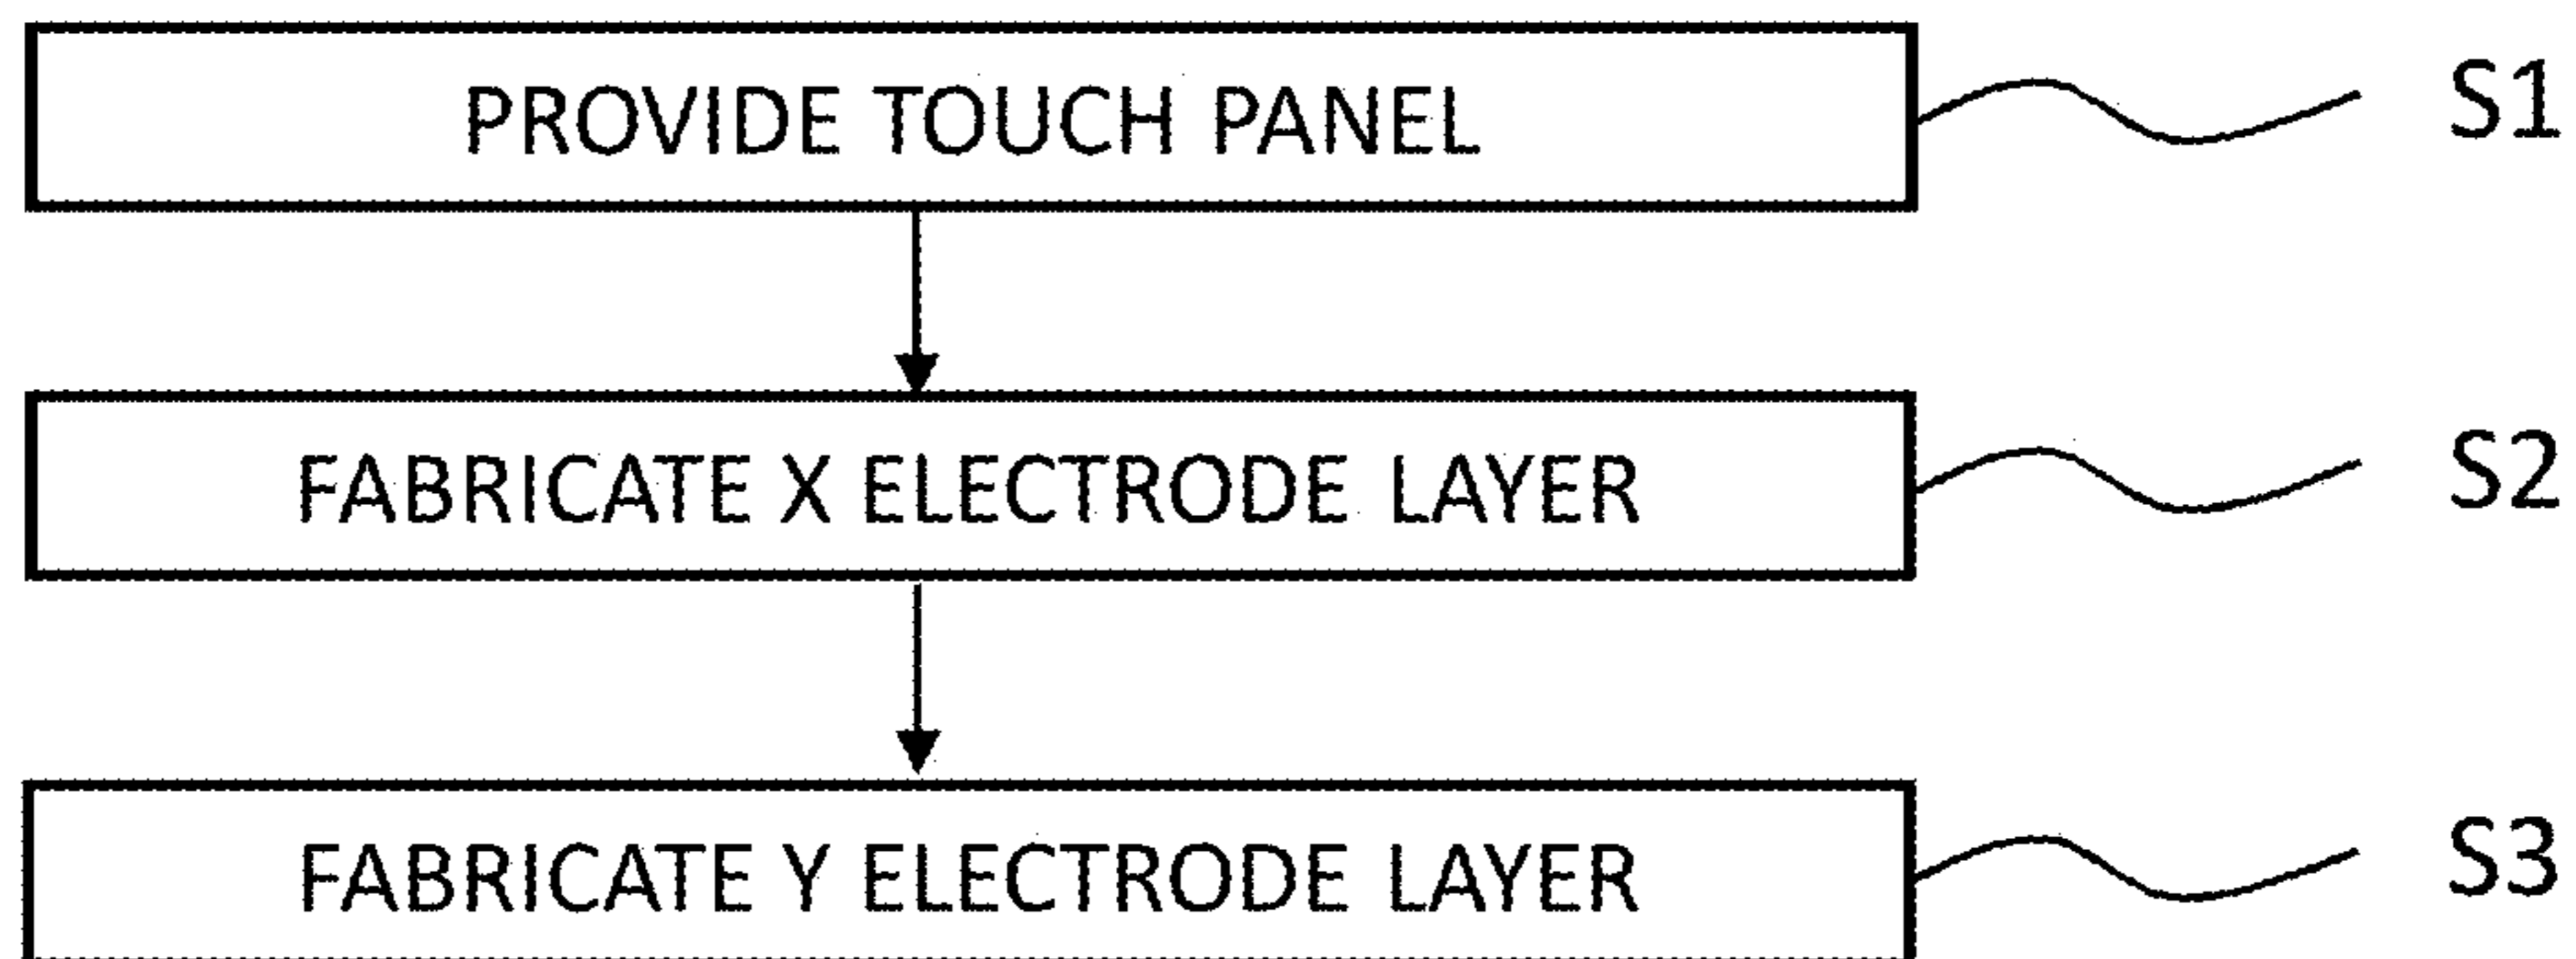 PROVIDE TOUCH PANEL S1
FABRICATE X ELECTRODE LAYER S2
FABRICATE Y ELECTRODE LAYER S3